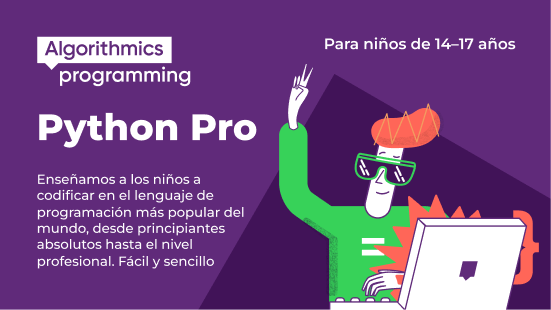 Algorithmics
programming
Para niños de 14–17 años
Python Pro
Enseñamos a los niños a
codificar en el lenguaje de
programación más popular del
mundo, desde principiantes
absolutos hasta el nivel
profesional. Fácil y sencillo